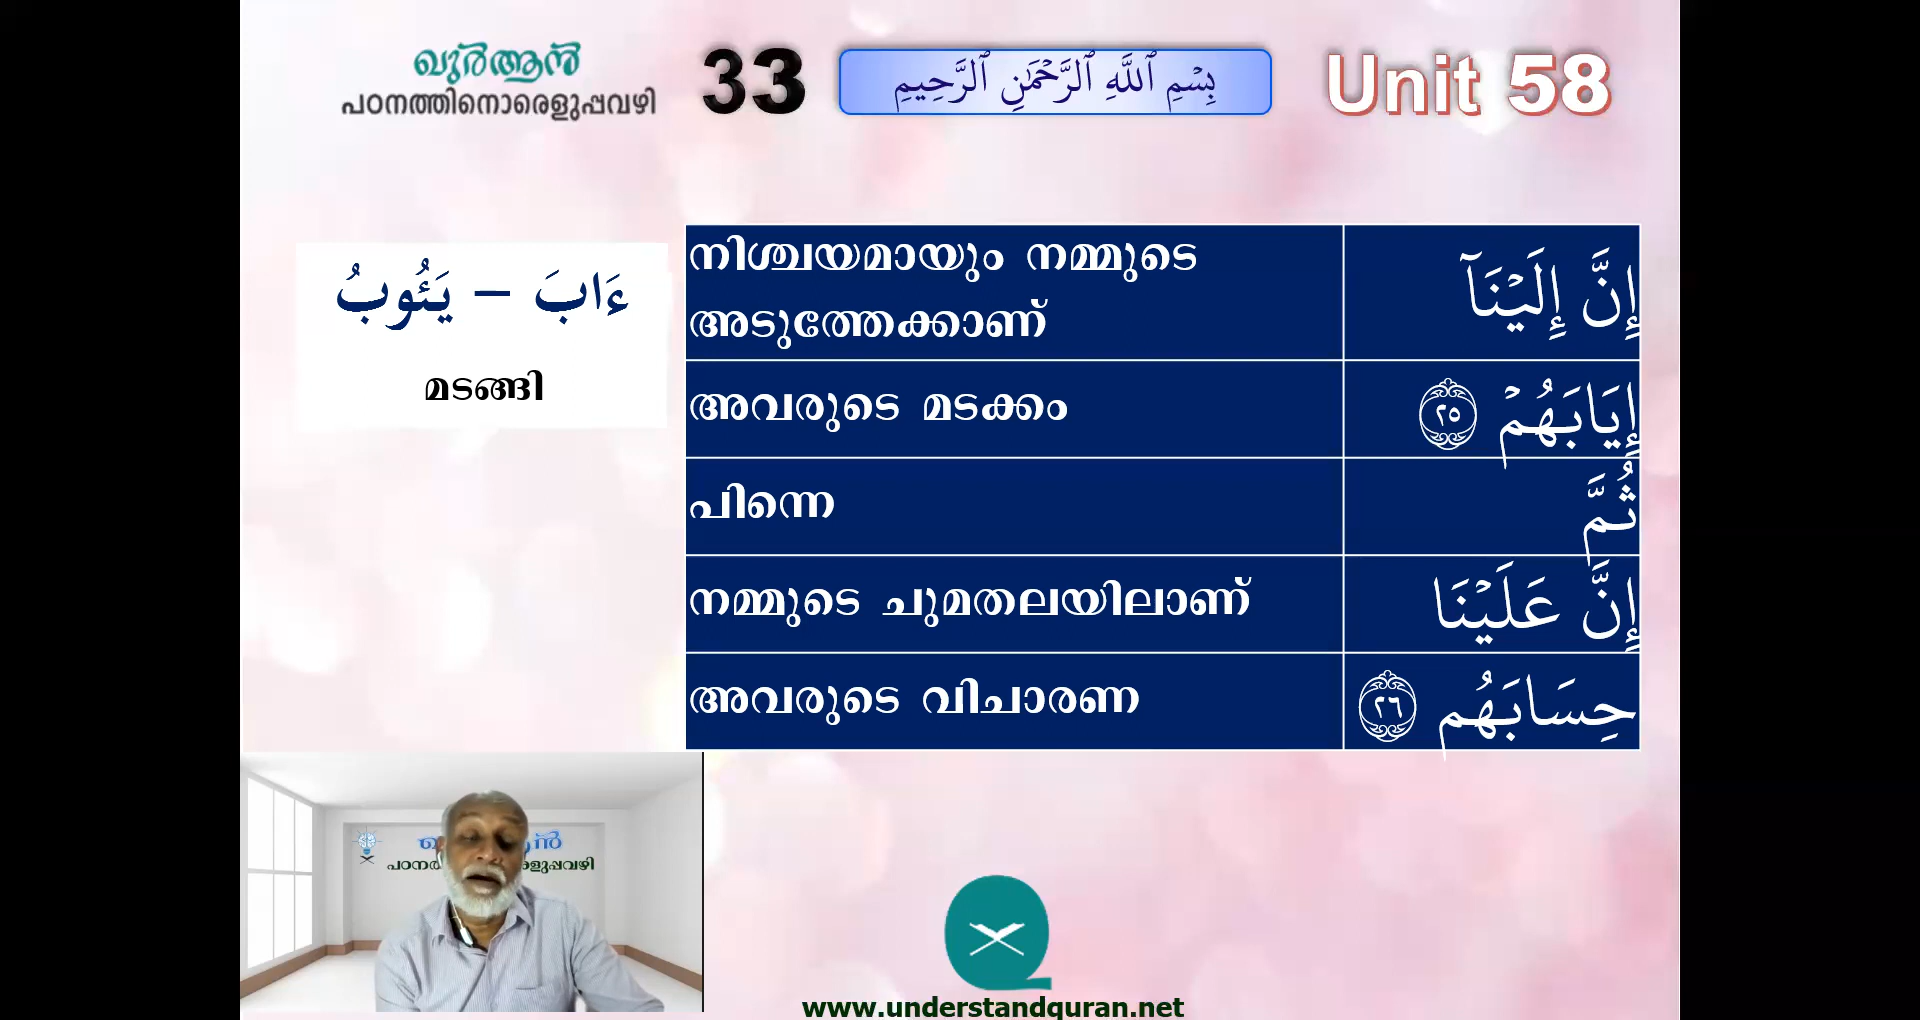 ഖുർആൻ
പഠനത്തിനൊരെളുപ്പവഴി
33
بِسْمِ ٱللَّهِ ٱلرَّحْمَٰنِ ٱلرَّحِيمِ
Unit 58
ءَابَ – يَـُٔوبُ
മടങ്ങി
നിശ്ചയമായും നമ്മുടെ
അടുത്തേക്കാണ്
إِنَّ إِلَيْنَآ
അവരുടെ മടക്കം
إِيَابَهُمْ ٢٥
പിന്നെ
ثُمَّ
നമ്മുടെ ചുമതലയിലാണ്
إِنَّ عَلَيْنَا
അവരുടെ വിചാരണ
حِسَابَهُم ٢٦
www.understandquran.net